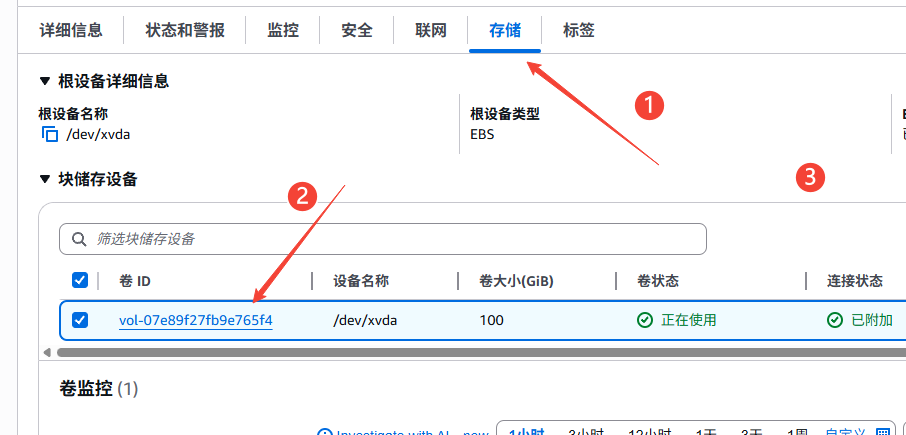 详细信息 状态和警报 监控 安全 联网 存储 标签
▼ 根设备详细信息
1
根设备名称 根设备类型
/dev/xvda EBS
▼ 块储存设备
3
2
筛选块储存设备
卷 ID 设备名称 卷大小(GiB) 卷状态 连接状态
vol-07e89f27fb9e765f4 /dev/xvda 100 正在使用 已附加
卷监控 (1)
Investigate with AI - new 1小时 3小时 12小时 1天 3天 1周 自定义